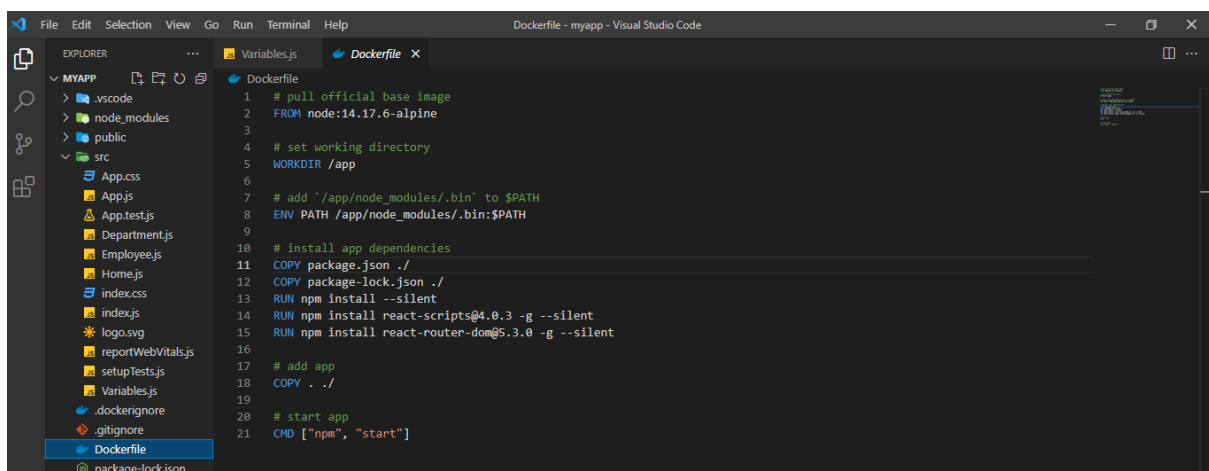 File Edit Selection View Go Run Terminal Help Dockerfile - myapp - Visual Studio Code
EXPLORER
Variables.js Dockerfile
MYAPP
.vscode
node_modules
public
src
App.css
App.js
App.test.js
Department.js
Employee.js
Home.js
index.css
index.js
logo.svg
reportWebVitals.js
setupTests.js
Variables.js
.dockerignore
.gitignore
Dockerfile
package-lock.json
Dockerfile
1 # pull official base image
2 FROM node:14.17.6-alpine
3
4 # set working directory
5 WORKDIR /app
6
7 # add `/app/node_modules/.bin` to $PATH
8 ENV PATH /app/node_modules/.bin:$PATH
9
10 # install app dependencies
11 COPY package.json ./
12 COPY package-lock.json ./
13 RUN npm install --silent
14 RUN npm install react-scripts@4.0.3 -g --silent
15 RUN npm install react-router-dom@5.3.0 -g --silent
16
17 # add app
18 COPY . ./
19
20 # start app
21 CMD ["npm", "start"]